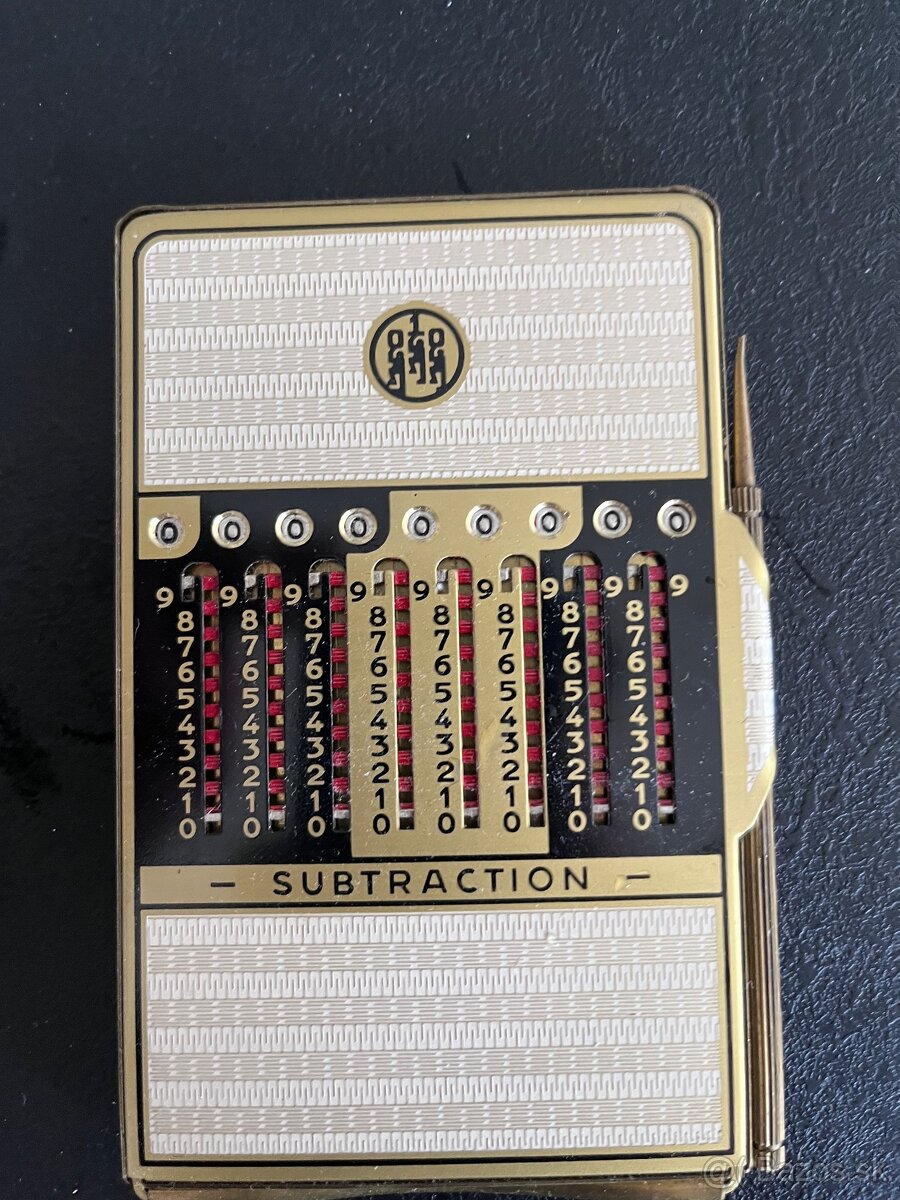 010
0 0 0 0 0 0 0 0 0
9 9 9 9 9 9 9 9 9
8 8 8 8 8 8 8 8
7 7 7 7 7 7 7 7
6 6 6 6 6 6 6 6
5 5 5 5 5 5 5 5
4 4 4 4 4 4 4 4
3 3 3 3 3 3 3 3
2 2 2 2 2 2 2 2
1 1 1 1 1 1 1 1
0 0 0 0 0 0 0 0
— SUBTRACTION —
Bazos.sk